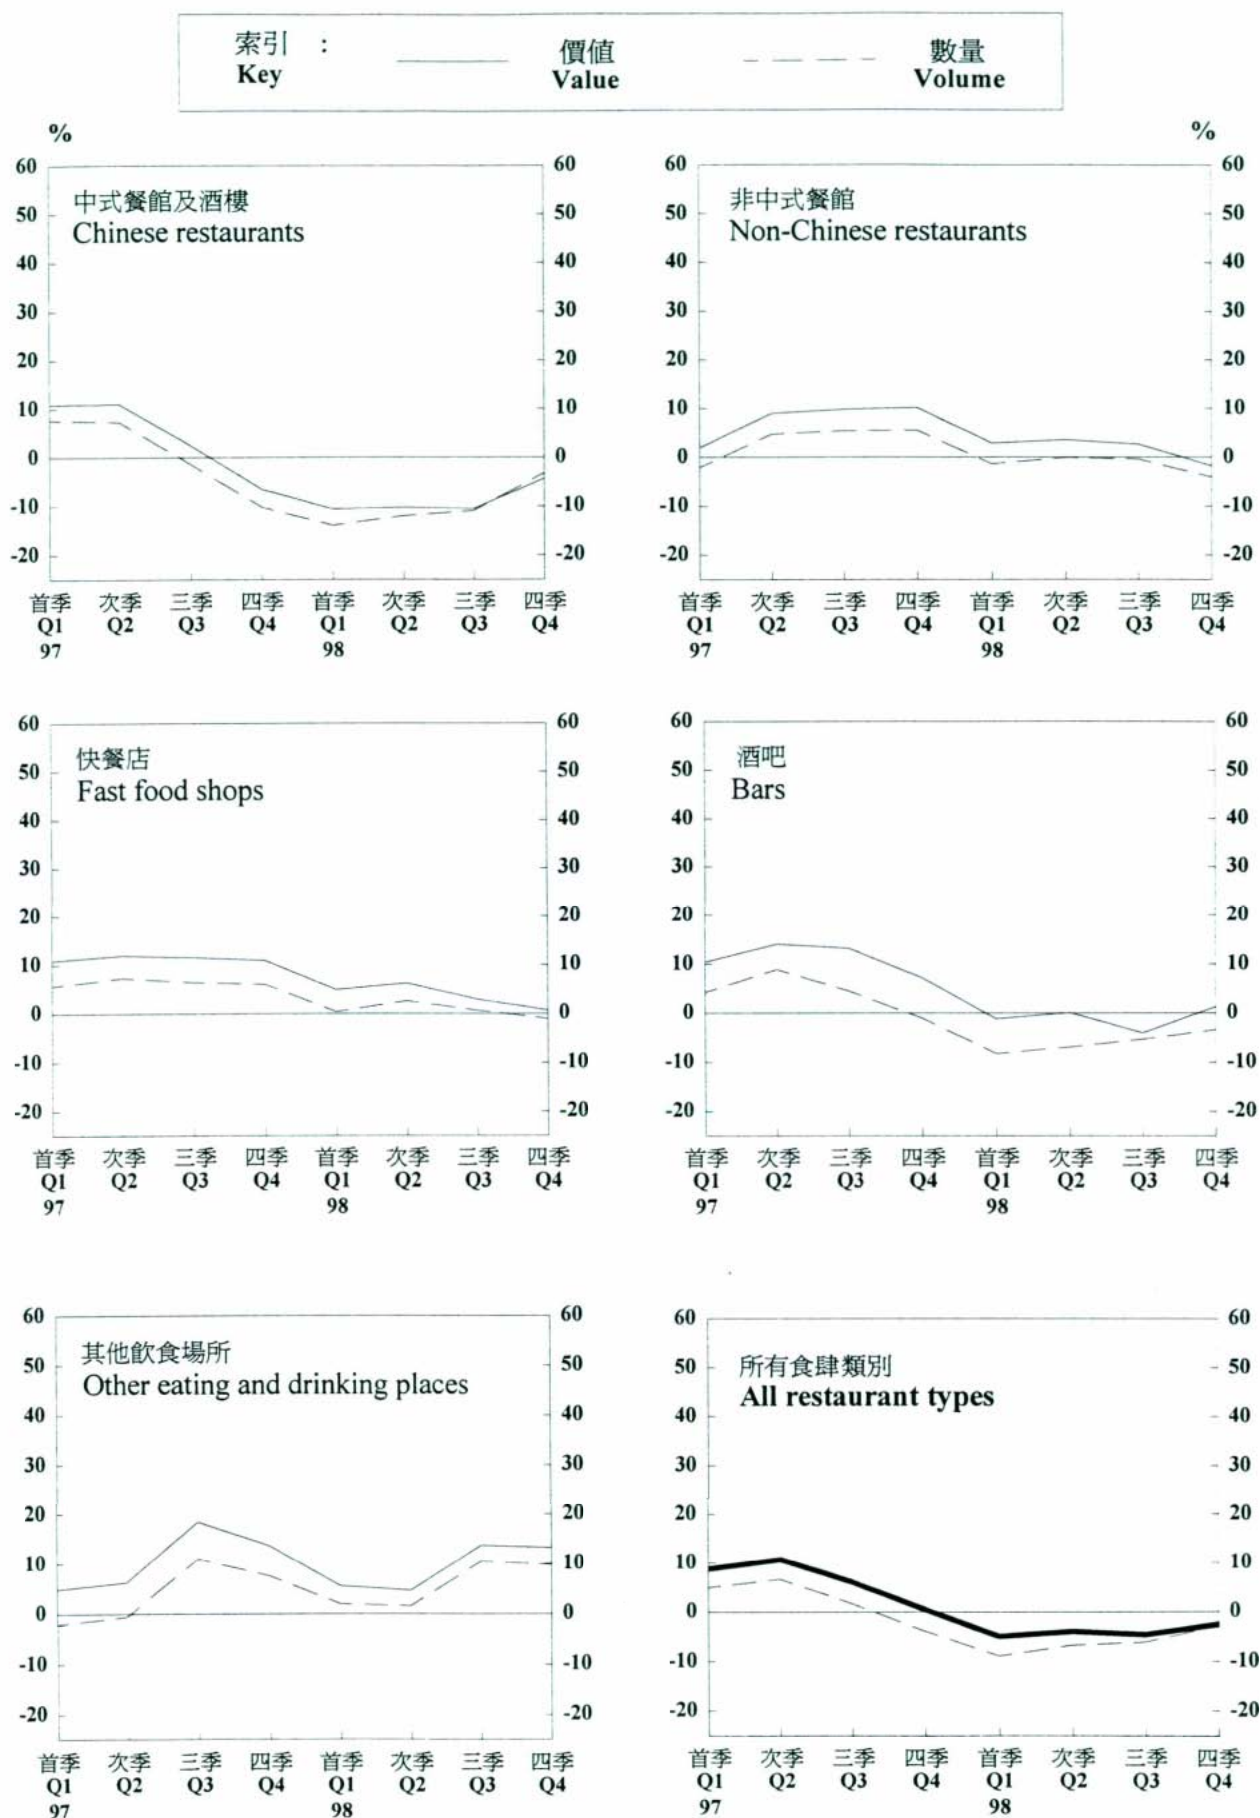 索引 : 價值 數量
Key Value Volume
% %
60 60 60 60
中式餐館及酒樓 非中式餐館
50 50 50 50
Chinese restaurants Non-Chinese restaurants
40 40 40 40
30 30 30 30
20 20 20 20
10 10 10 10
0 0 0 0
-10 -10 -10 -10
-20 -20 -20 -20
首季 次季 三季 四季 首季 次季 三季 四季 首季 次季 三季 四季 首季 次季 三季 四季
Q1 Q2 Q3 Q4 Q1 Q2 Q3 Q4 Q1 Q2 Q3 Q4 Q1 Q2 Q3 Q4
97 98 97 98
60 60 60 60
快餐店 酒吧
50 50 50 50
Fast food shops Bars
40 40 40 40
30 30 30 30
20 20 20 20
10 10 10 10
0 0 0 0
-10 -10 -10 -10
-20 -20 -20 -20
首季 次季 三季 四季 首季 次季 三季 四季 首季 次季 三季 四季 首季 次季 三季 四季
Q1 Q2 Q3 Q4 Q1 Q2 Q3 Q4 Q1 Q2 Q3 Q4 Q1 Q2 Q3 Q4
97 98 97 98
60 60 60 60
其他飲食場所 所有食肆類別
50 50 50 50
Other eating and drinking places All restaurant types
40 40 40 40
30 30 30 30
20 20 20 20
10 10 10 10
0 0 0 0
-10 -10 -10 -10
-20 -20 -20 -20
首季 次季 三季 四季 首季 次季 三季 四季 首季 次季 三季 四季 首季 次季 三季 四季
Q1 Q2 Q3 Q4 Q1 Q2 Q3 Q4 Q1 Q2 Q3 Q4 Q1 Q2 Q3 Q4
97 98 97 98